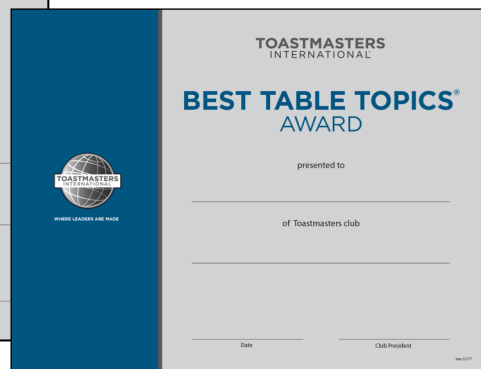 TOASTMASTERS
INTERNATIONAL
BEST TABLE TOPICS®
AWARD
presented to
of Toastmasters club
Date Club President
TOASTMASTERS
INTERNATIONAL
WHERE LEADERS ARE MADE